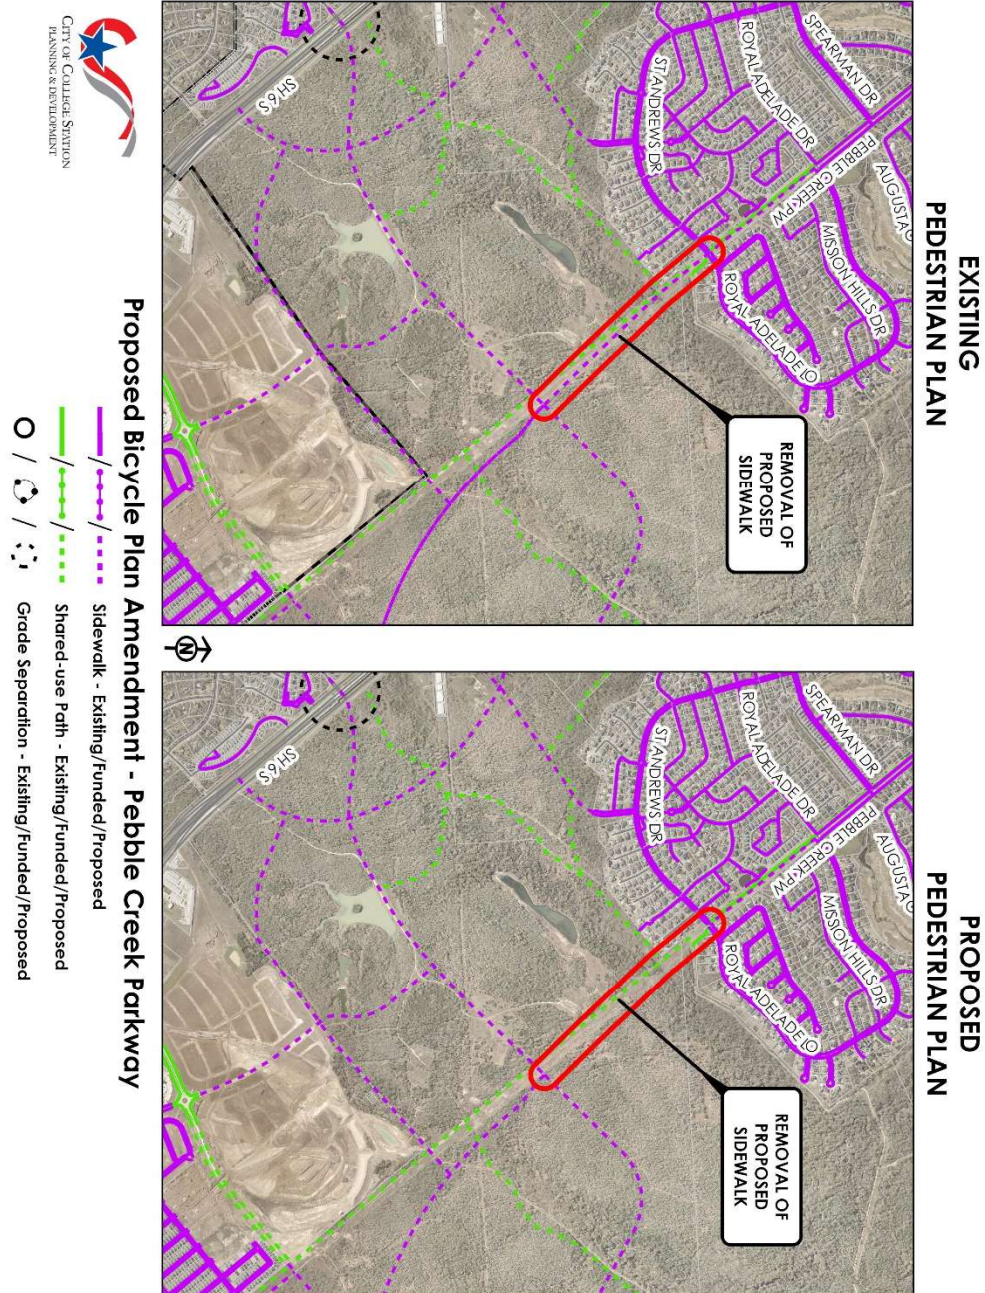 EXISTING
PEDESTRIAN PLAN
SPEARMAN DR
ROYAL ADELADE DR
ST ANDREWS DR
PEBBLE CREEK PW
MISSION HILLS DR
ROYAL ADELADE LO
SH 6 S
REMOVAL OF
PROPOSED
SIDEWALK
N
PROPOSED
PEDESTRIAN PLAN
SPEARMAN DR
ROYAL ADELADE DR
ST ANDREWS DR
PEBBLE CREEK PW
MISSION HILLS DR
ROYAL ADELADE LO
SH 6 S
REMOVAL OF
PROPOSED
SIDEWALK
Proposed Bicycle Plan Amendment - Pebble Creek Parkway
Sidewalk - Existing/Funded/Proposed
Shared-use Path - Existing/Funded/Proposed
Grade Separation - Existing/Funded/Proposed
CITY OF COLLEGE STATION
PLANNING & DEVELOPMENT